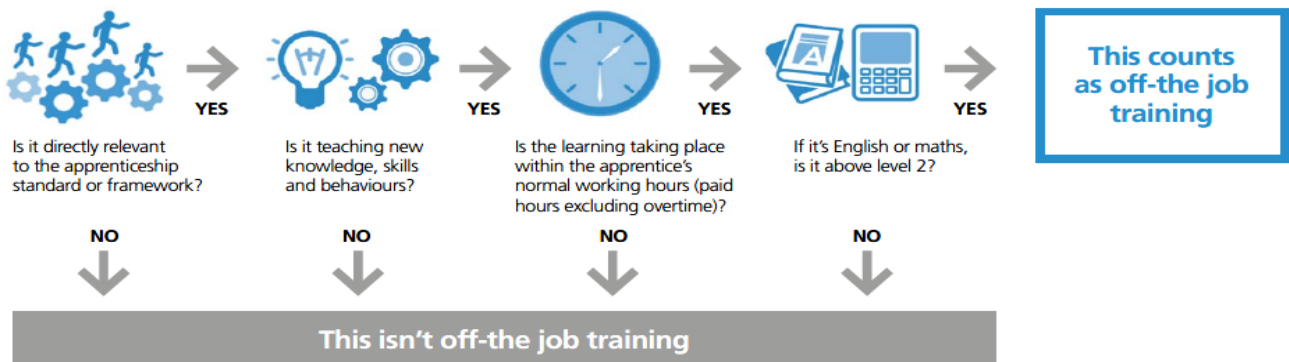 This counts
as off-the job
training
YES
YES
YES
YES
Is it directly relevant
to the apprenticeship
standard or framework?
Is it teaching new
knowledge, skills
and behaviours?
Is the learning taking place
within the apprentice's
normal working hours (paid
hours excluding overtime)?
If it's English or maths,
is it above level 2?
NO
NO
NO
NO
This isn't off-the job training